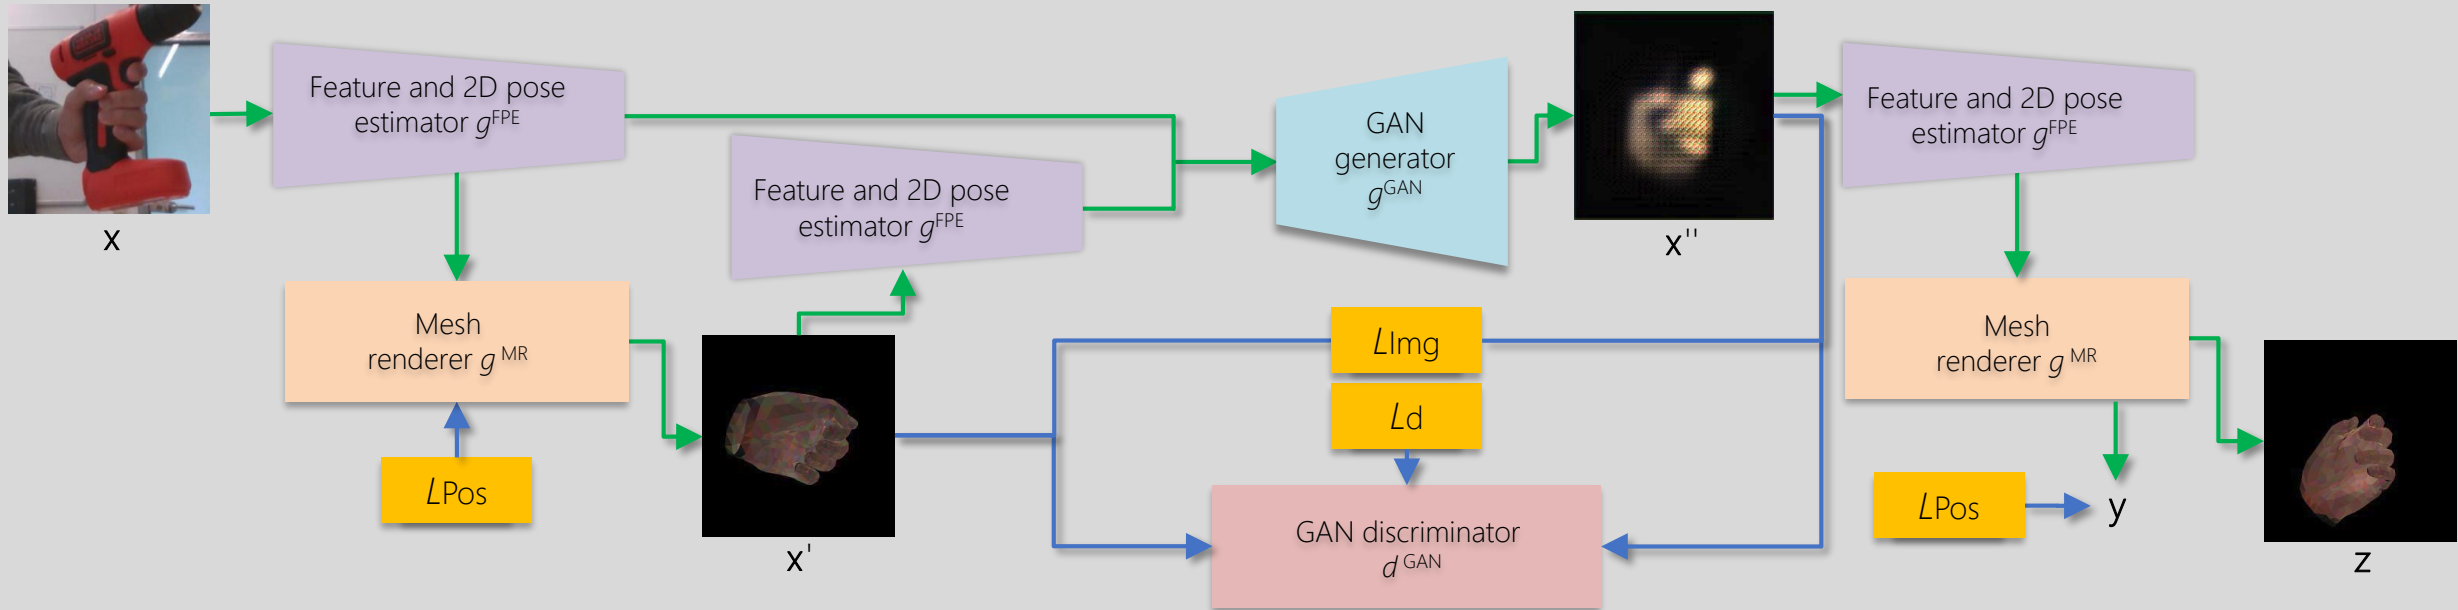 x
Feature and 2D pose
estimator gFPE
Mesh
renderer g MR
LPos
Feature and 2D pose
estimator gFPE
x'
GAN
generator
gGAN
x''
LImg
Ld
GAN discriminator
d GAN
Feature and 2D pose
estimator gFPE
Mesh
renderer g MR
LPos
y
z